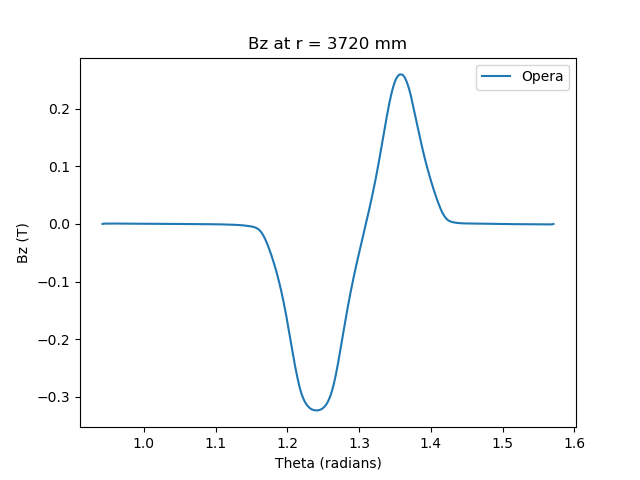 Bz at r = 3720 mm
Opera
0.2
0.1
0.0
−0.1
−0.2
−0.3
Bz (T)
1.0 1.1 1.2 1.3 1.4 1.5 1.6
Theta (radians)